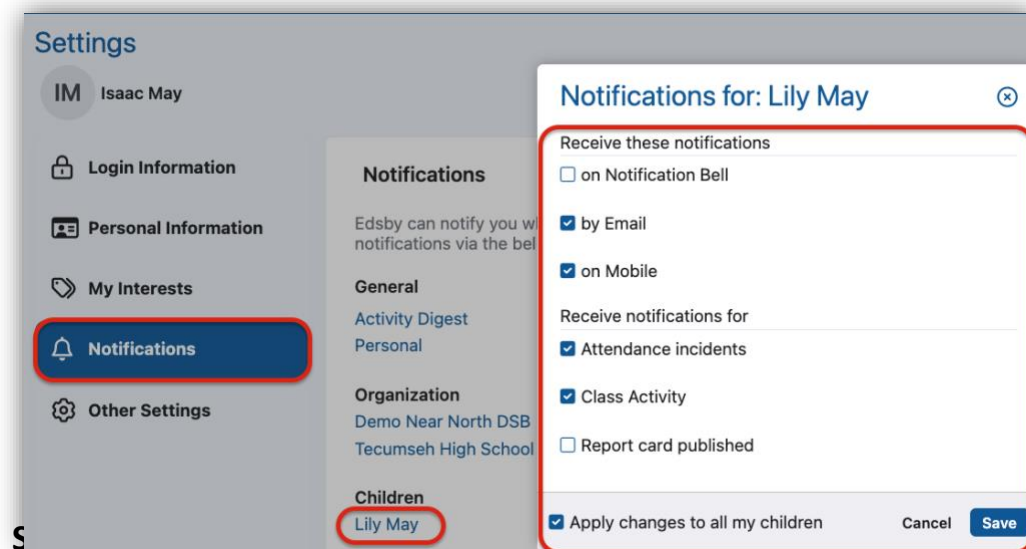 Settings
IM Isaac May
Login Information
Personal Information
My Interests
Notifications
Other Settings
Notifications
Edsby can notify you
notifications via the
General
Activity Digest
Personal
Organization
Demo Near North DSB
Tecumseh High School
Children
Lily May
Notifications for: Lily May
Receive these notifications
on Notification Bell
by Email
on Mobile
Receive notifications for
Attendance incidents
Class Activity
Report card published
Apply changes to all my children Cancel Save
S